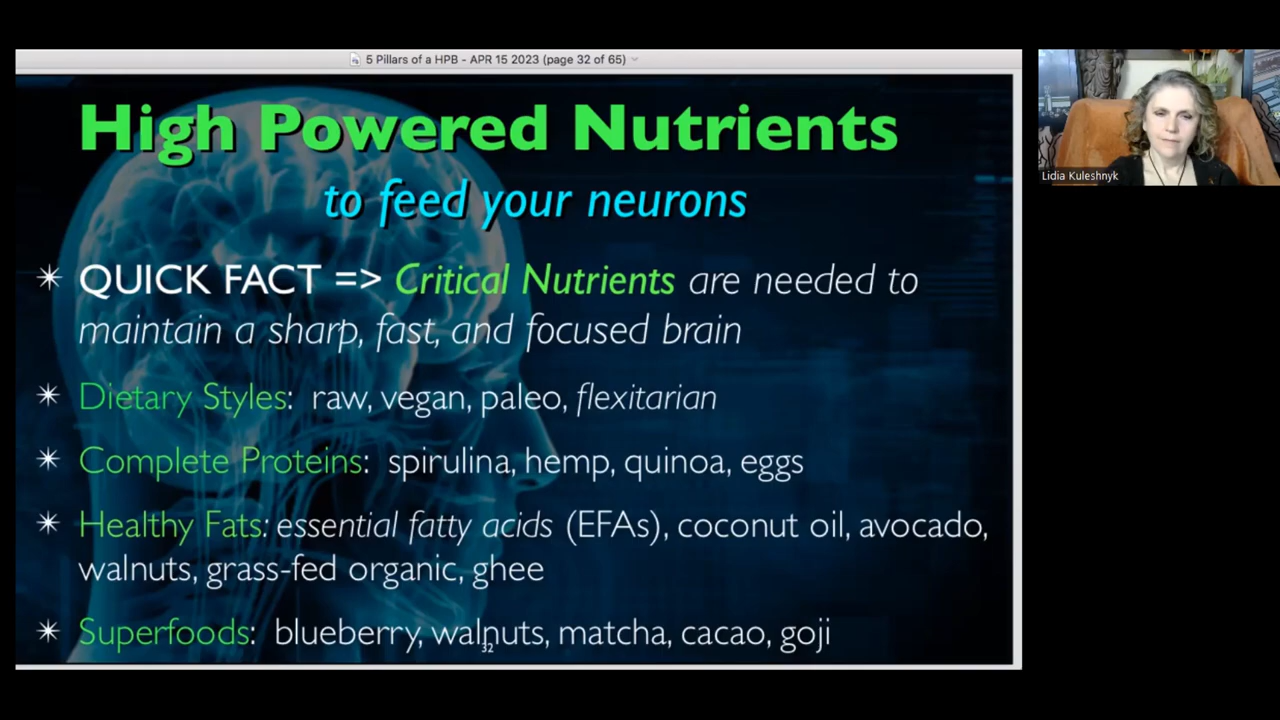 5 Pillars of a HPB - APR 15 2023 (page 32 of 65)
High Powered Nutrients
to feed your neurons
QUICK FACT => Critical Nutrients are needed to
maintain a sharp, fast, and focused brain
Dietary Styles: raw, vegan, paleo, flexitarian
Complete Proteins: spirulina, hemp, quinoa, eggs
Healthy Fats: essential fatty acids (EFAs), coconut oil, avocado,
walnuts, grass-fed organic, ghee
Superfoods: blueberry, walnuts, matcha, cacao, goji
32
Lidia Kuleshnyk